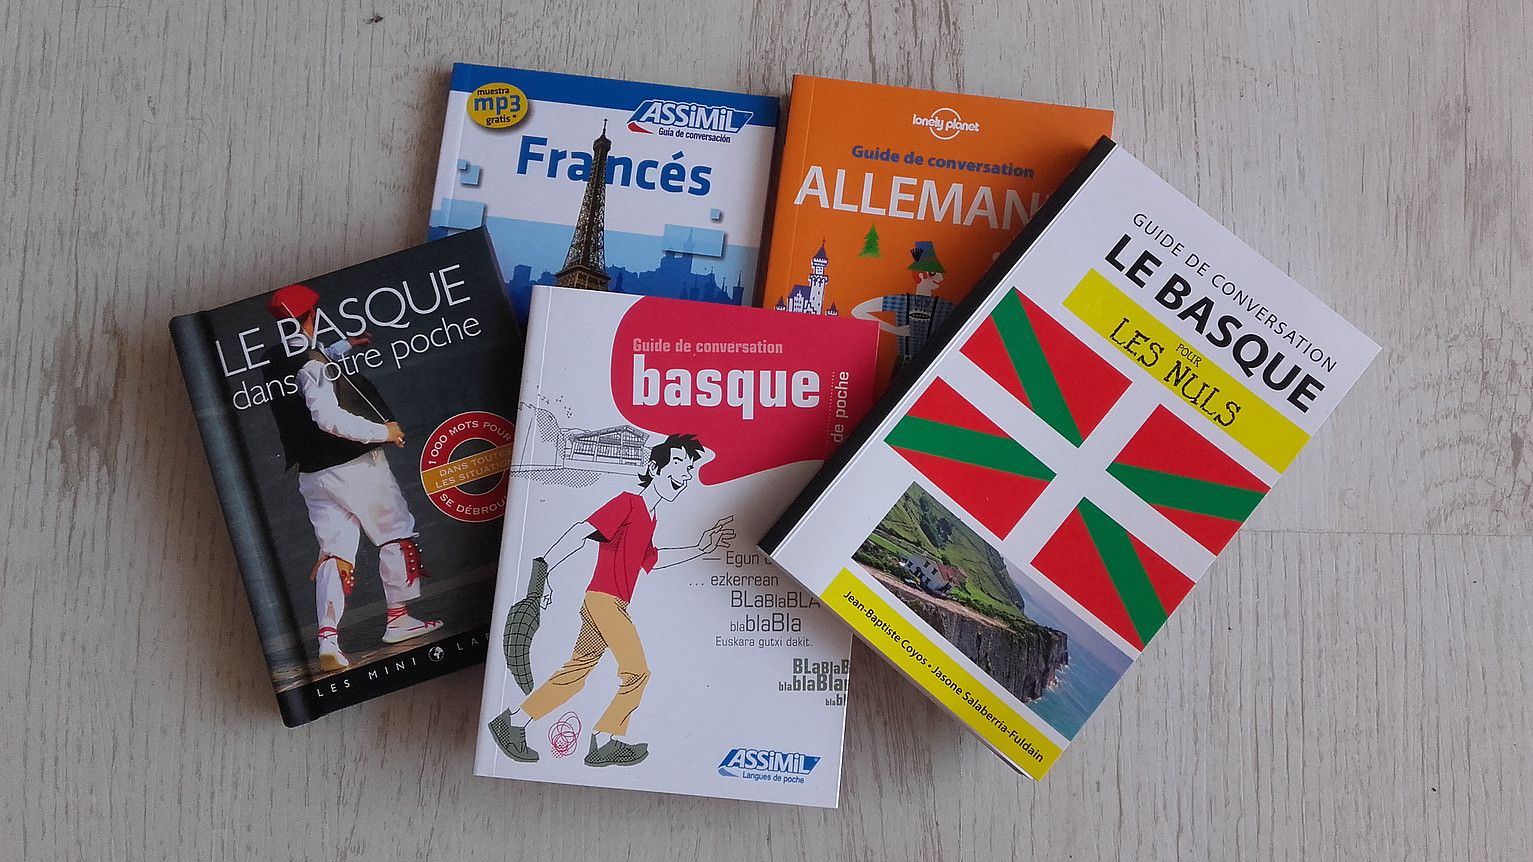 muestra
mp3
gratis*
ASSiMiL
Guía de conversación
Francés
lonely planet
Guide de conversation
ALLEMAND
LE BASQUE
dans votre poche
1 000 MOTS POUR
DANS TOUTES
LES SITUATIONS
SE DÉBROU
LES MINI LA
Guide de conversation
basque
de poche
— Egun
... ezkerrean
BLaBlaBLA
blablaBla
Euskara gutxi dakit.
BLaBlaB
blablaBla
blabl
ASSiMiL
Langues de poche
GUIDE DE CONVERSATION
LE BASQUE
POUR
LES NULS
Jean-Baptiste Coyos • Jasone Salaberria-Fuldain